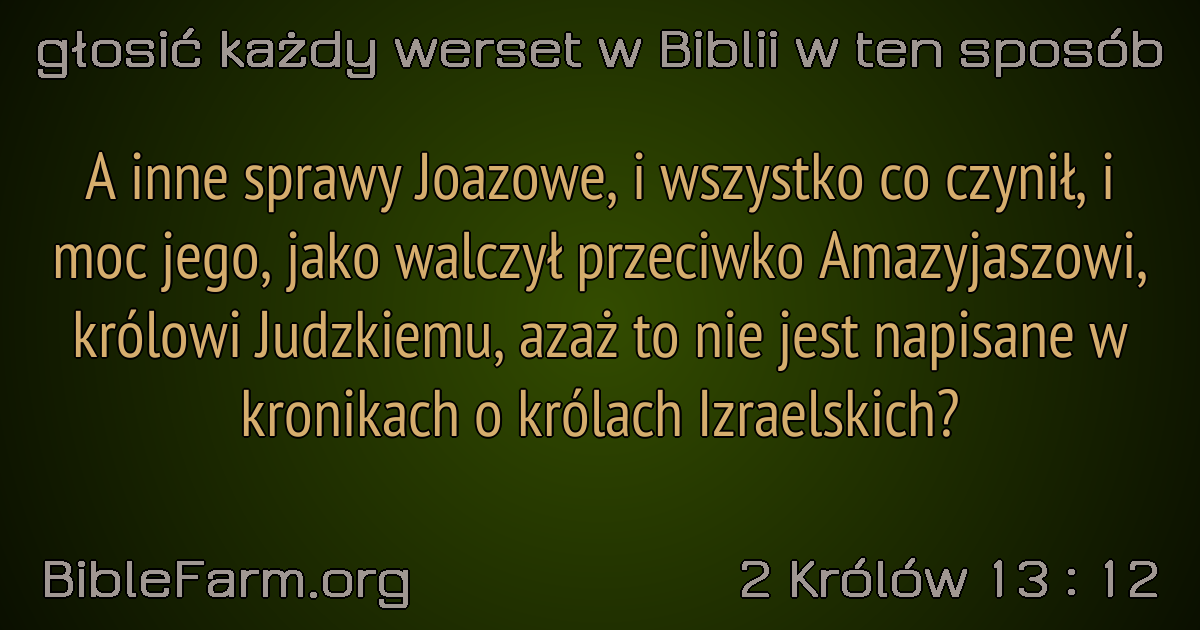 głosić każdy werset w Biblii w ten sposób
A inne sprawy Joazowe, i wszystko co czynił, i
moc jego, jako walczył przeciwko Amazyjaszowi,
królowi Judzkiemu, azaż to nie jest napisane w
kronikach o królach Izraelskich?
BibleFarm.org
2 Królów 13 : 12